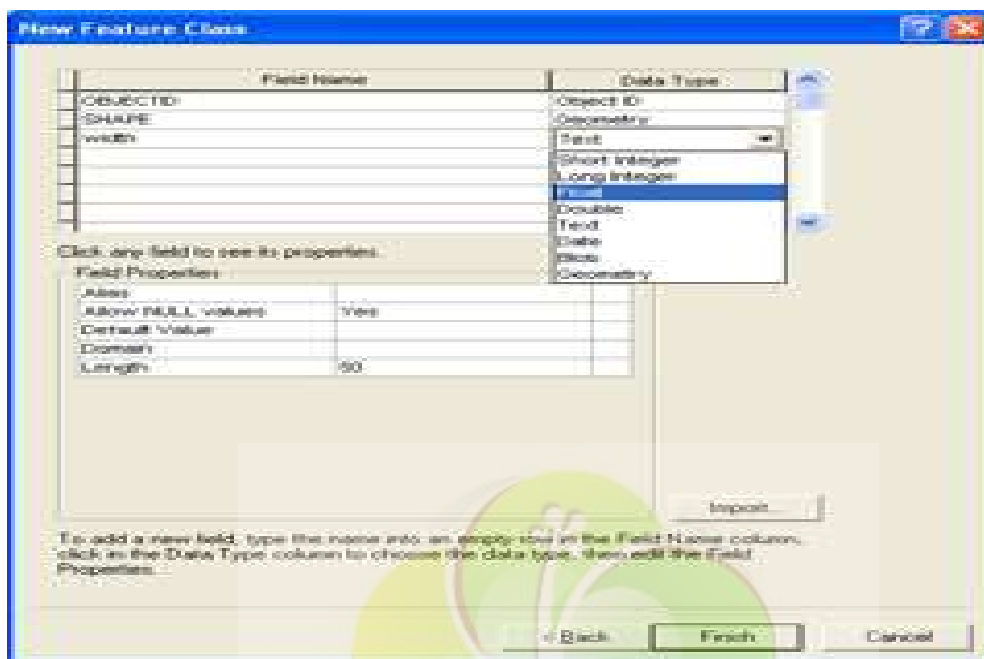 New Feature Class
Field Name Data Type
OBJECTID Object ID
SHAPE Geometry
width Text
Short Integer
Long Integer
Float
Double
Text
Date
Blob
Geometry
Click any field to see its properties.
Field Properties
Alias
Allow NULL values Yes
Default Value
Domain
Length 50
Import...
To add a new field, type the name into an empty row in the Field Name column, click in the Data Type column to choose the data type, then edit the Field Properties.
< Back Finish Cancel